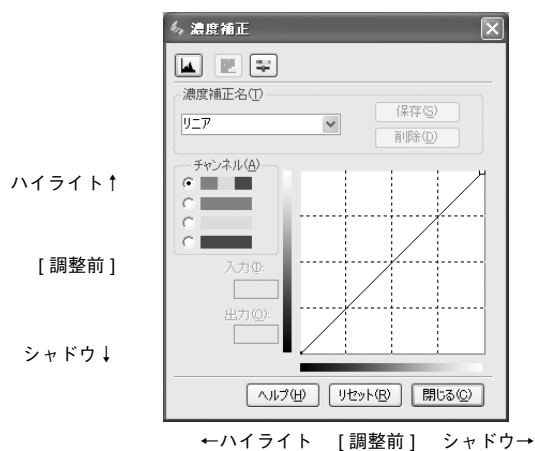 濃度補正
濃度補正名(T)
リニア
保存(S)
削除(D)
チャンネル(A)
ハイライト↑
[調整前]
シャドウ↓
入力(I):
出力(O):
ヘルプ(H) リセット(R) 閉じる(C)
←ハイライト [調整前] シャドウ→